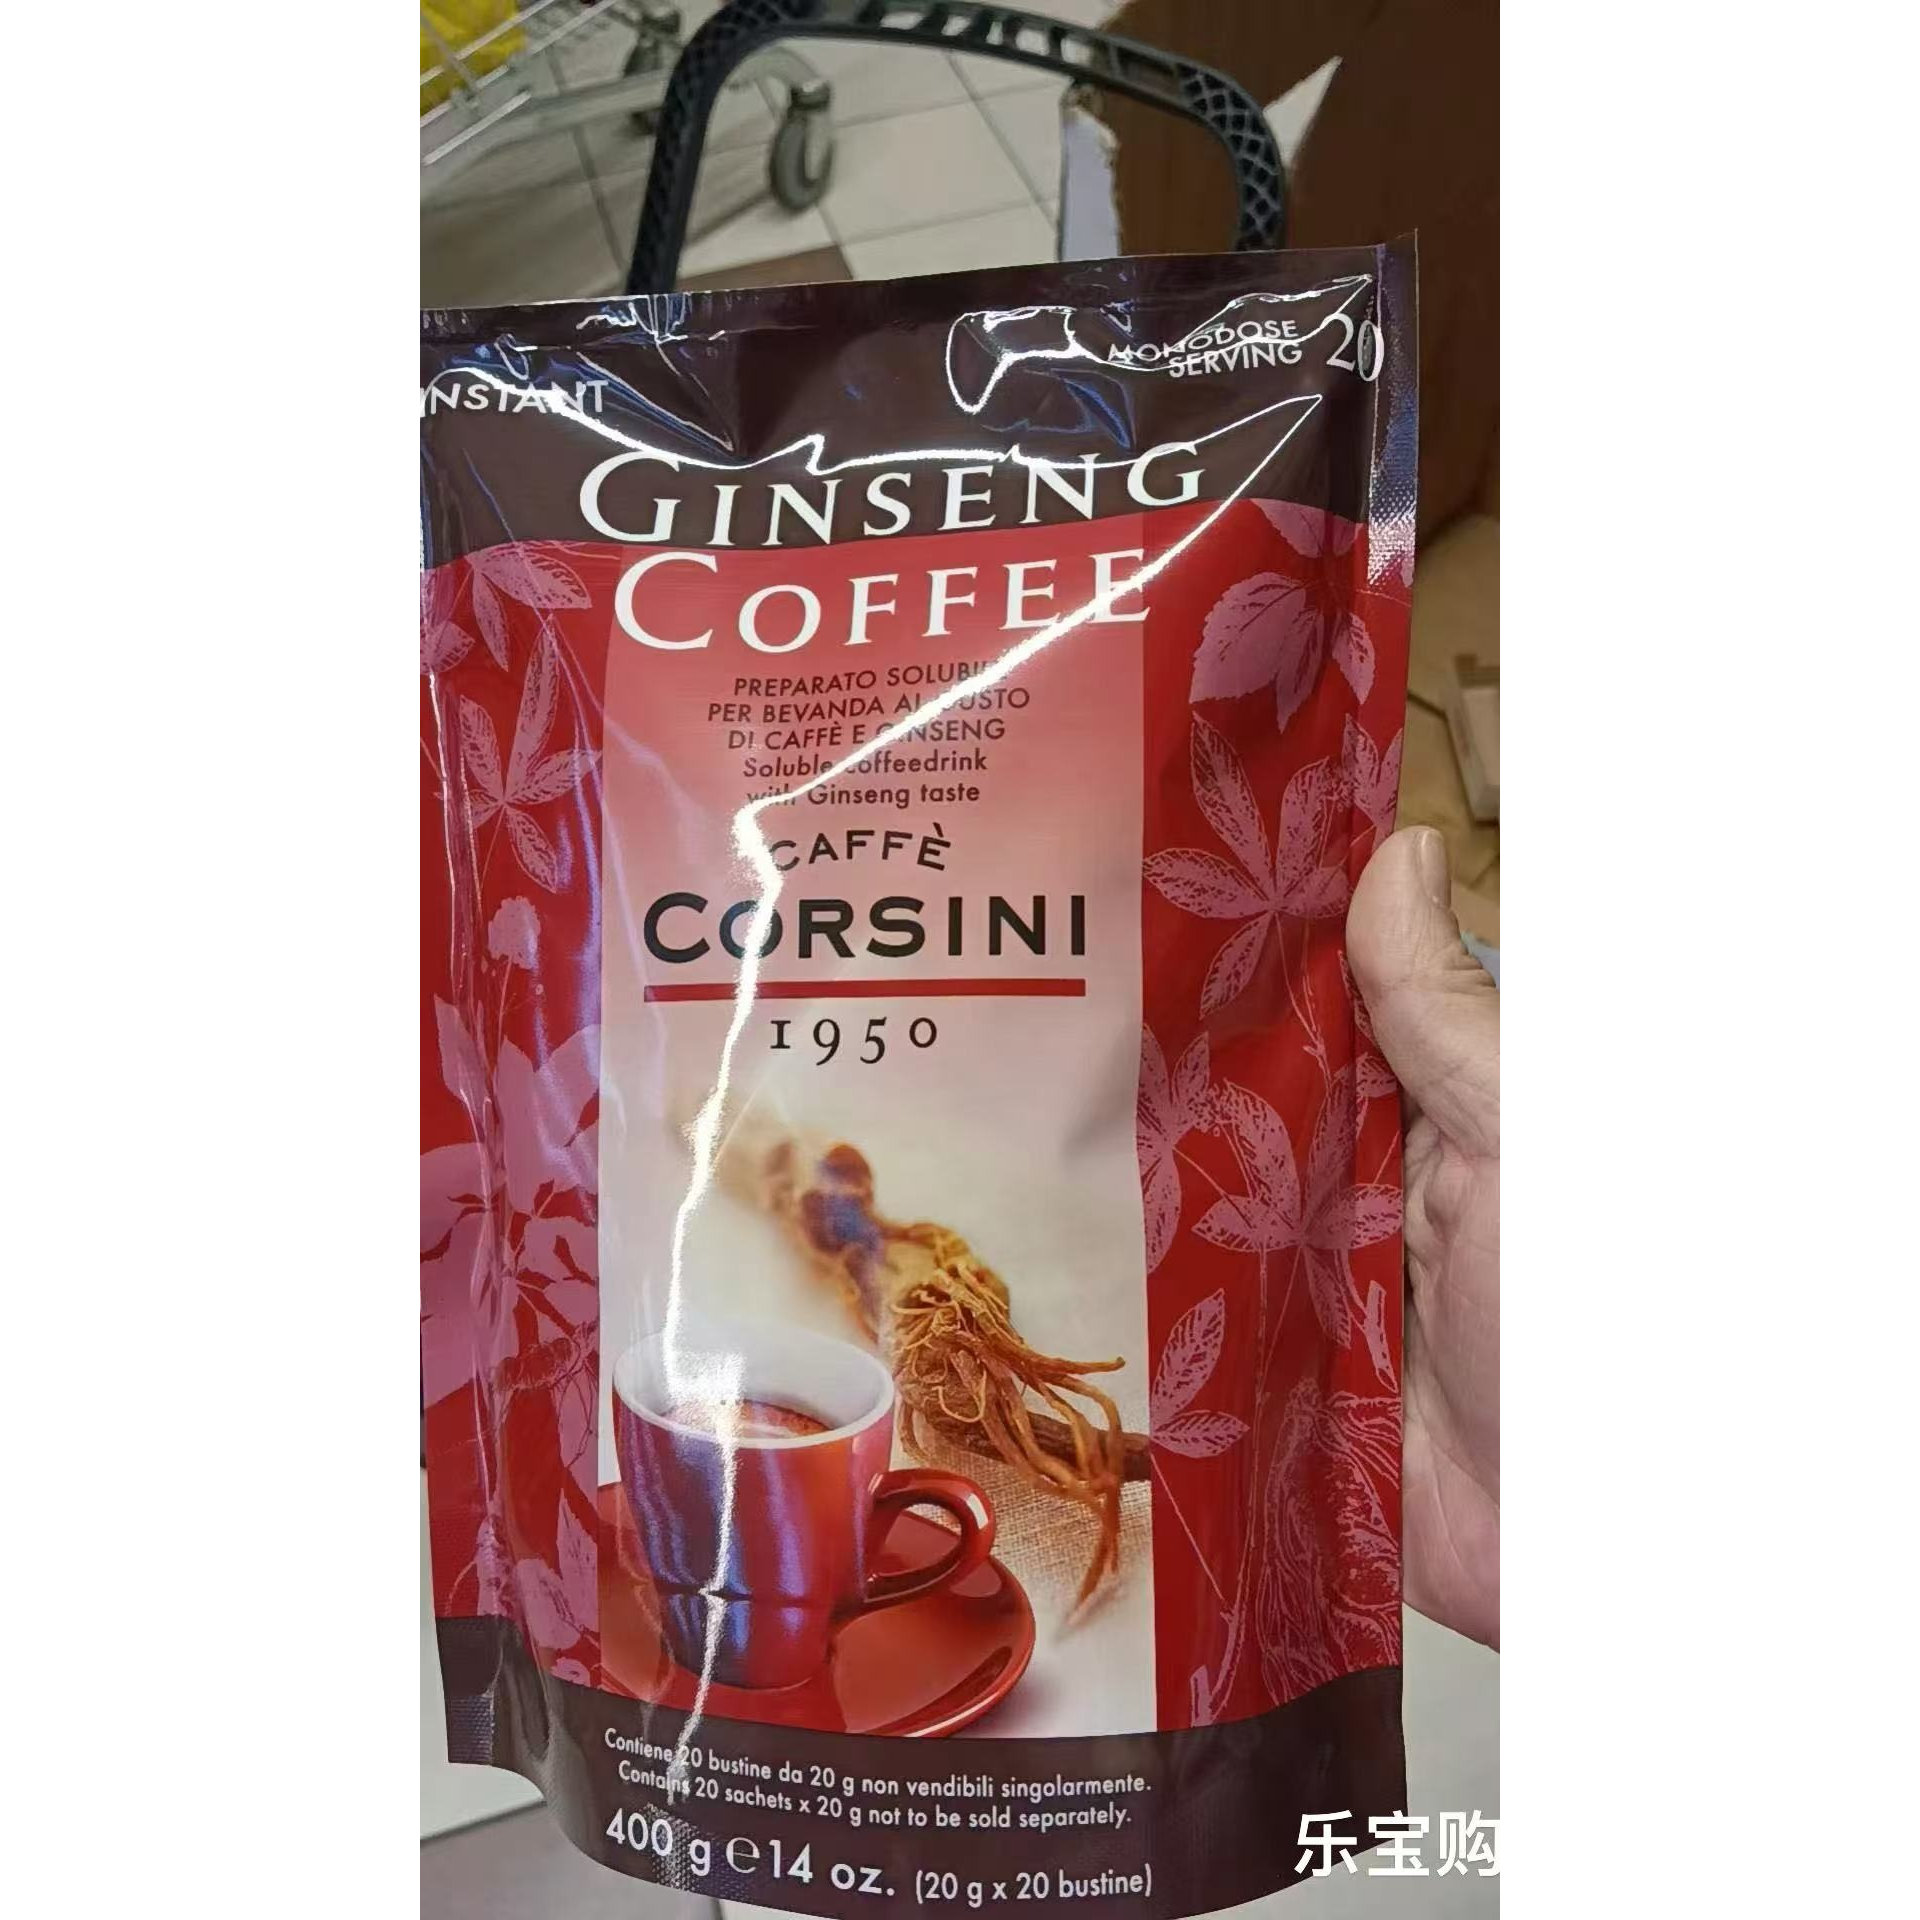 INSTANT
MONODOSE
SERVING 20
GINSENG
COFFEE
PREPARATO SOLUBILE
PER BEVANDA AL GUSTO
DI CAFFÈ E GINSENG
Soluble coffeedrink
with Ginseng taste
CAFFÈ
CORSINI
1950
Contiene 20 bustine da 20 g non vendibili singolarmente.
Contains 20 sachets x 20 g not to be sold separately.
400 g ℮ 14 oz. (20 g x 20 bustine)
乐宝购